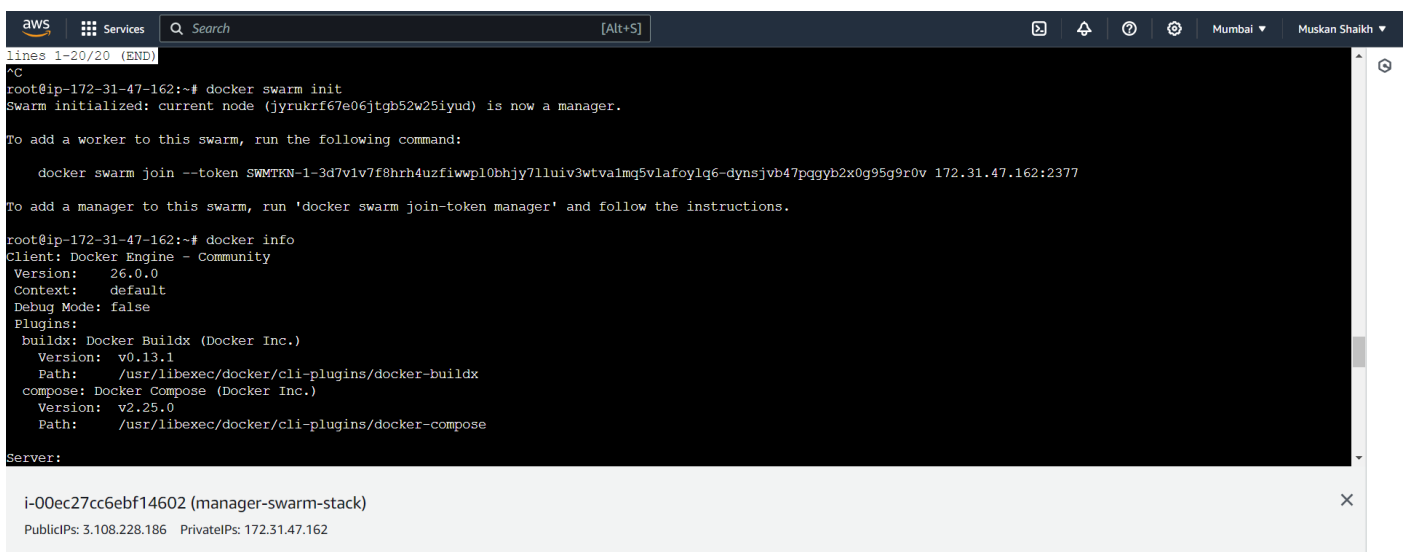 aws Services Search [Alt+S] Mumbai ▼ Muskan Shaikh ▼
lines 1-20/20 (END)
^C
root@ip-172-31-47-162:~# docker swarm init
Swarm initialized: current node (jyrukrf67e06jtgb52w25iyud) is now a manager.
To add a worker to this swarm, run the following command:
docker swarm join --token SWMTKN-1-3d7v1v7f8hrh4uzfiwwpl0bhjy7lluiv3wtva1mq5vlafoylq6-dynsjvb47pqgyb2x0g95g9r0v 172.31.47.162:2377
To add a manager to this swarm, run 'docker swarm join-token manager' and follow the instructions.
root@ip-172-31-47-162:~# docker info
Client: Docker Engine - Community
Version:    26.0.0
Context:    default
Debug Mode: false
Plugins:
buildx: Docker Buildx (Docker Inc.)
Version:  v0.13.1
Path:     /usr/libexec/docker/cli-plugins/docker-buildx
compose: Docker Compose (Docker Inc.)
Version:  v2.25.0
Path:     /usr/libexec/docker/cli-plugins/docker-compose
Server:
i-00ec27cc6ebf14602 (manager-swarm-stack)
PublicIPs: 3.108.228.186 PrivateIPs: 172.31.47.162